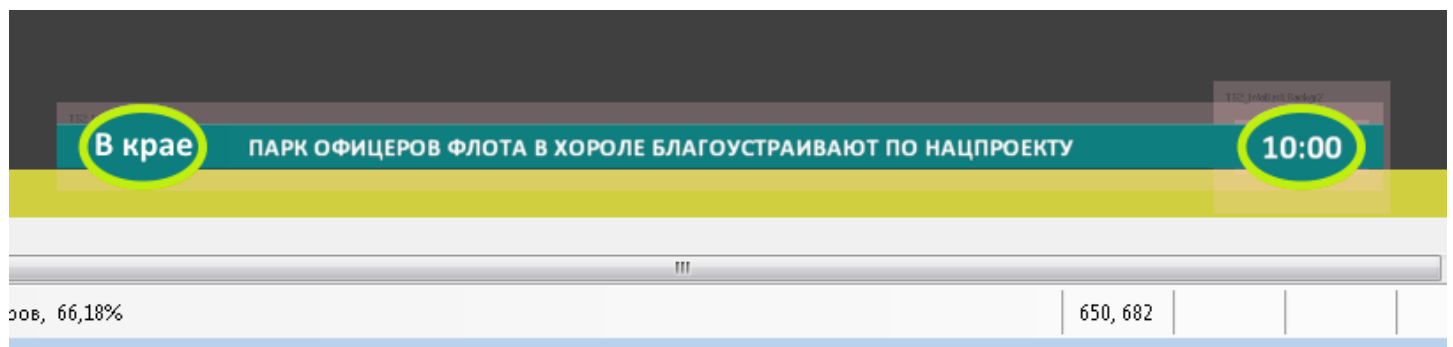 В крае ПАРК ОФИЦЕРОВ ФЛОТА В ХОРОЛЕ БЛАГОУСТРАИВАЮТ ПО НАЦПРОЕКТУ 10:00
ров, 66,18% 650, 682